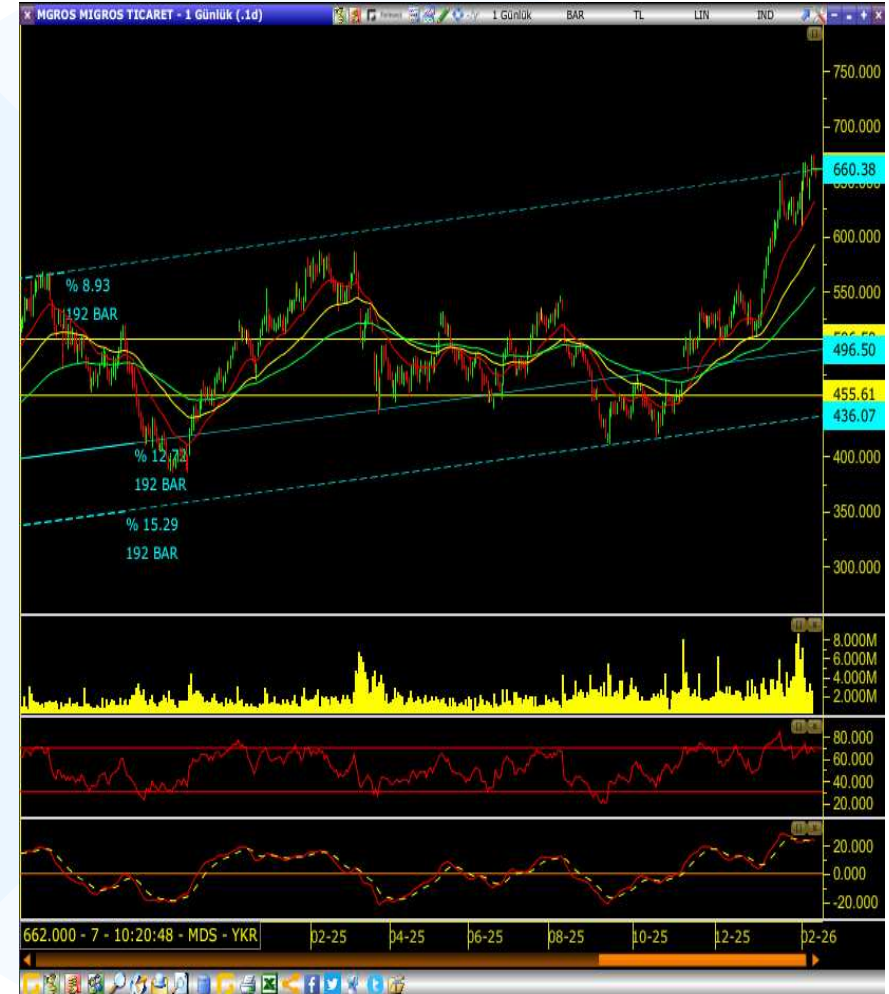 MGROS MIGROS TICARET - 1 Günlük (.1d)
1 Günlük BAR TL LIN IND
750.000
700.000
660.38
600.000
550.000
496.50
455.61
436.07
400.000
350.000
300.000
% 8.93
192 BAR
% 12.72
192 BAR
% 15.29
192 BAR
8.000M
6.000M
4.000M
2.000M
80.000
60.000
40.000
20.000
20.000
0.000
-20.000
662.000 - 7 - 10:20:48 - MDS - YKR
02-25 04-25 06-25 08-25 10-25 12-25 02-26